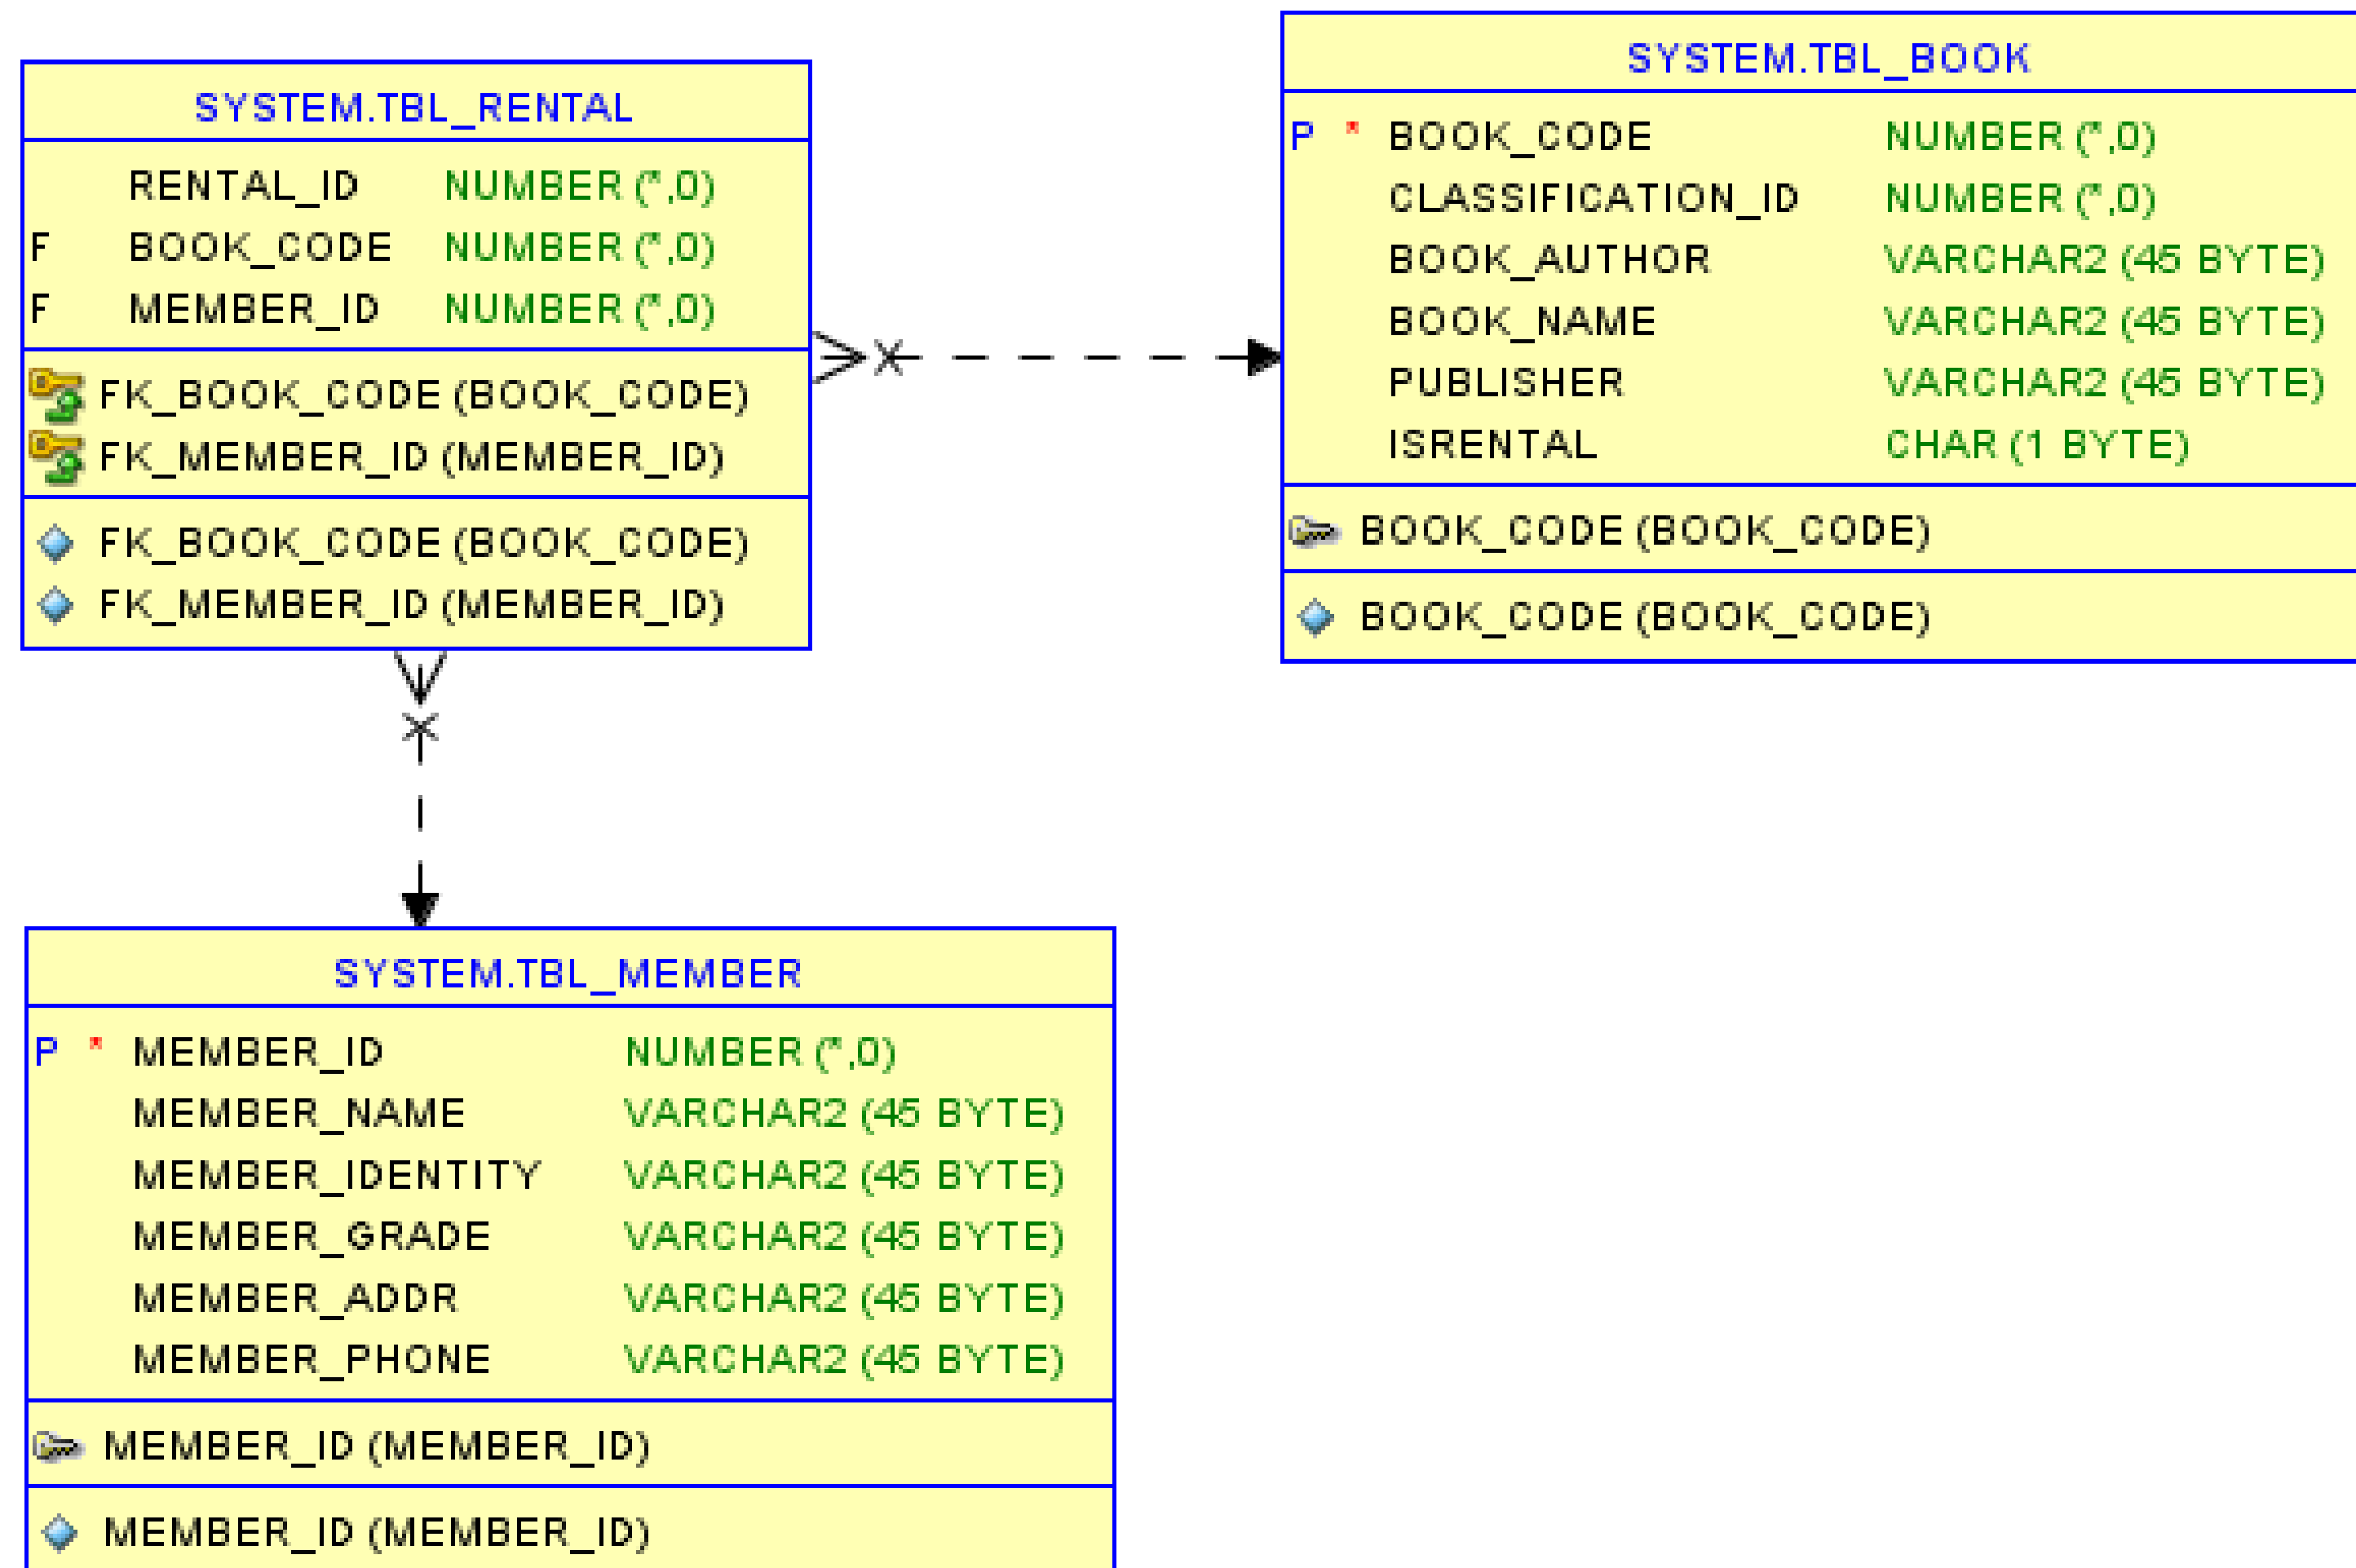 SYSTEM.TBL_RENTAL
RENTAL_ID NUMBER (*,0)
F BOOK_CODE NUMBER (*,0)
F MEMBER_ID NUMBER (*,0)
FK_BOOK_CODE (BOOK_CODE)
FK_MEMBER_ID (MEMBER_ID)
FK_BOOK_CODE (BOOK_CODE)
FK_MEMBER_ID (MEMBER_ID)
SYSTEM.TBL_BOOK
P * BOOK_CODE NUMBER (*,0)
CLASSIFICATION_ID NUMBER (*,0)
BOOK_AUTHOR VARCHAR2 (45 BYTE)
BOOK_NAME VARCHAR2 (45 BYTE)
PUBLISHER VARCHAR2 (45 BYTE)
ISRENTAL CHAR (1 BYTE)
BOOK_CODE (BOOK_CODE)
BOOK_CODE (BOOK_CODE)
SYSTEM.TBL_MEMBER
P * MEMBER_ID NUMBER (*,0)
MEMBER_NAME VARCHAR2 (45 BYTE)
MEMBER_IDENTITY VARCHAR2 (45 BYTE)
MEMBER_GRADE VARCHAR2 (45 BYTE)
MEMBER_ADDR VARCHAR2 (45 BYTE)
MEMBER_PHONE VARCHAR2 (45 BYTE)
MEMBER_ID (MEMBER_ID)
MEMBER_ID (MEMBER_ID)